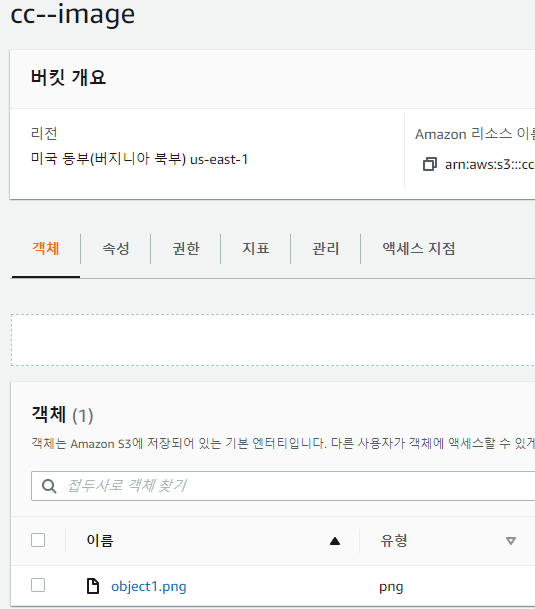 cc--image
버킷 개요
리전
미국 동부(버지니아 북부) us-east-1
Amazon 리소스
arn:aws:s3:::cc
객체 속성 권한 지표 관리 액세스 지점
객체 (1)
객체는 Amazon S3에 저장되어 있는 기본 엔터티입니다. 다른 사용자가 객체에 액세스할 수 있게
접두사로 객체 찾기
이름 유형
object1.png png